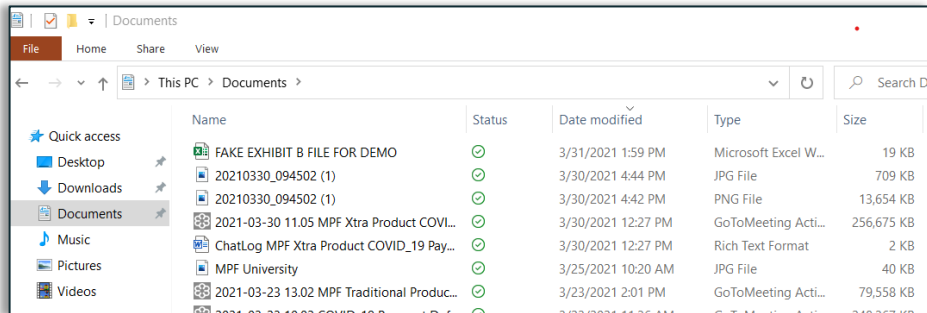 Documents
File Home Share View
This PC > Documents > Search D
Name Status Date modified Type Size
Quick access
Desktop
Downloads
Documents
Music
Pictures
Videos
FAKE EXHIBIT B FILE FOR DEMO 3/31/2021 1:59 PM Microsoft Excel W... 19 KB
20210330_094502 (1) 3/30/2021 4:44 PM JPG File 709 KB
20210330_094502 (1) 3/30/2021 4:42 PM PNG File 13,654 KB
2021-03-30 11.05 MPF Xtra Product COVI... 3/30/2021 12:27 PM GoToMeeting Acti... 256,675 KB
ChatLog MPF Xtra Product COVID_19 Pay... 3/30/2021 12:27 PM Rich Text Format 2 KB
MPF University 3/25/2021 10:20 AM JPG File 40 KB
2021-03-23 13.02 MPF Traditional Produc... 3/23/2021 2:01 PM GoToMeeting Acti... 79,558 KB